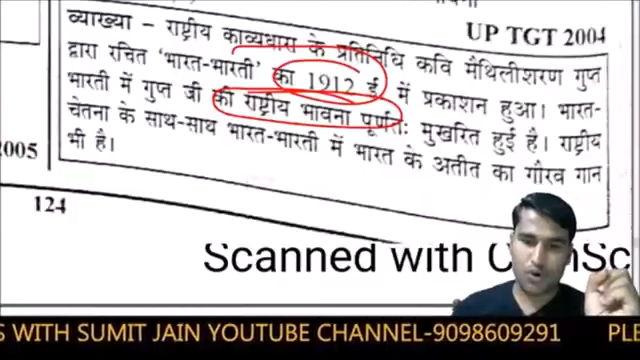 UP TGT 2004
व्याख्या – राष्ट्रीय काव्यधारा के प्रतिनिधि कवि मैथिलीशरण गुप्त
द्वारा रचित 'भारत-भारती' का 1912 ई में प्रकाशन हुआ। भारत-
भारती में गुप्त जी की राष्ट्रीय भावना पूर्णतः मुखरित हुई है। राष्ट्रीय
चेतना के साथ-साथ भारत-भारती में भारत के अतीत का गौरव गान
भी है।
2005
124
Scanned with C
S WITH SUMIT JAIN YOUTUBE CHANNEL-9098609291 PLE